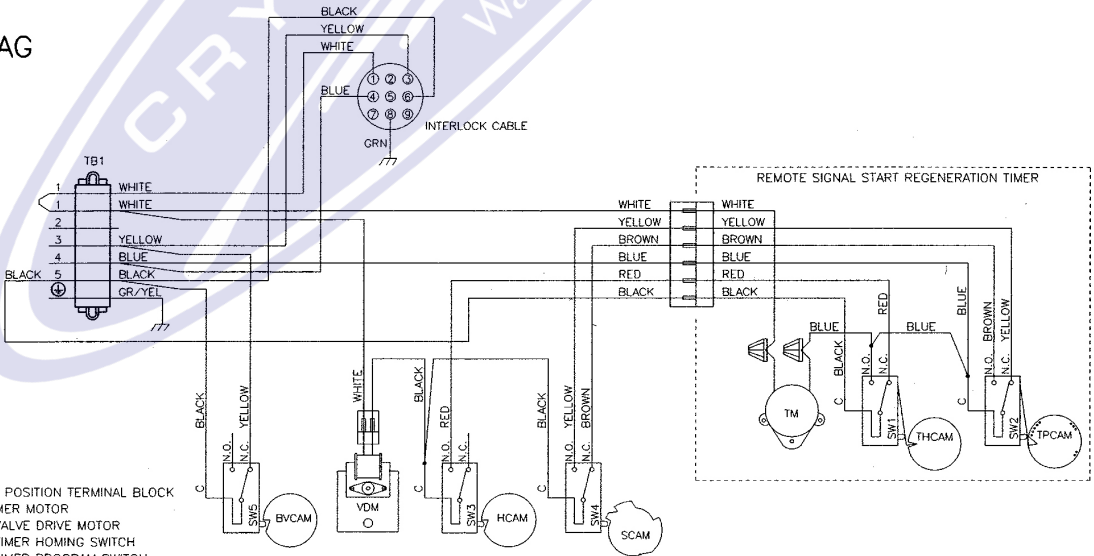 AG
CRY
Wa
BLACK
YELLOW
WHITE
1 2 3
BLUE
4 5 6
7 8 9
INTERLOCK CABLE
GRN
TB1
REMOTE SIGNAL START REGENERATION TIMER
1 WHITE
1 WHITE
2
3 YELLOW
4 BLUE
BLACK 5 BLACK
GR/YEL
WHITE WHITE
YELLOW YELLOW
BROWN BROWN
BLUE BLUE
RED RED
BLACK BLACK
BLUE BLUE
BLACK
RED
BLUE
BROWN
YELLOW
N.O. N.C.
N.O. N.C.
C
C
TM
SW1
THCAM
SW2
TPCAM
BLACK
YELLOW
WHITE
BLACK
RED
BLACK
YELLOW
BROWN
N.O. N.C.
N.O. N.C.
N.O. N.C.
C
C
C
SW5
BVCAM
VDM
SW3
HCAM
SW4
SCAM
POSITION TERMINAL BLOCK
MER MOTOR
VALVE DRIVE MOTOR
TIMER HOMING SWITCH